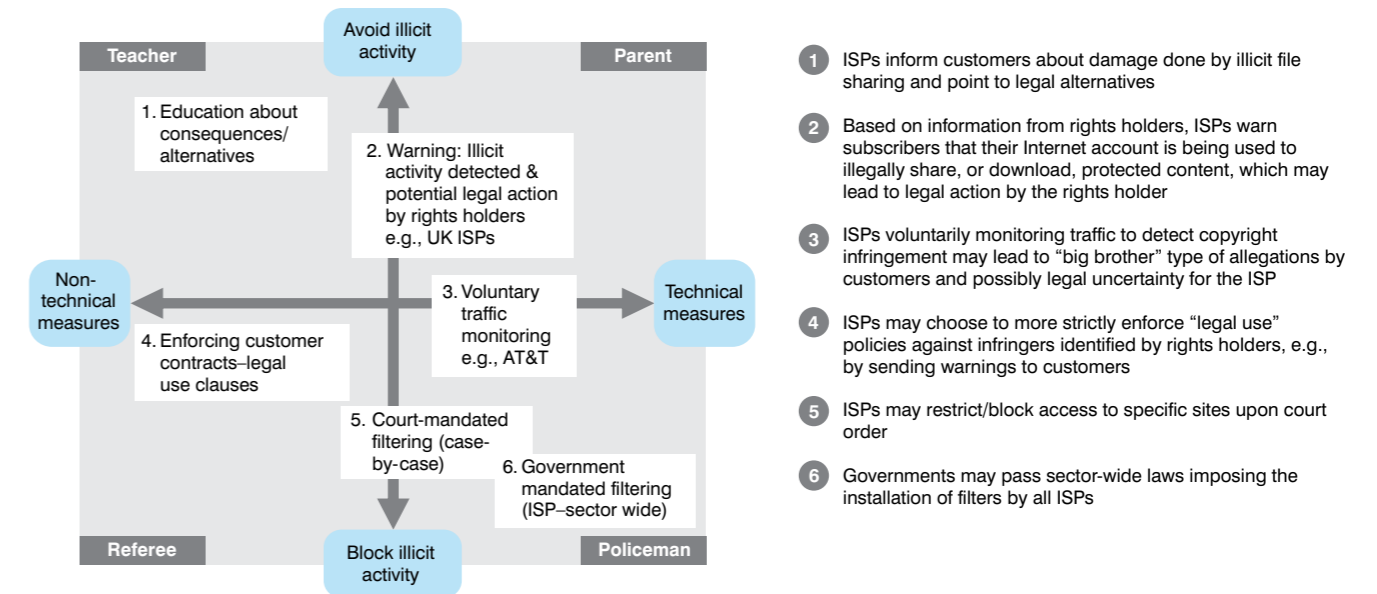 Avoid illicit
activity
Teacher
Parent
1. Education about
consequences/
alternatives
2. Warning: Illicit
activity detected &
potential legal action
by rights holders
e.g., UK ISPs
Non-
technical
measures
3. Voluntary
traffic
monitoring
e.g., AT&T
Technical
measures
4. Enforcing customer
contracts–legal
use clauses
5. Court-mandated
filtering (case-
by-case)
6. Government
mandated filtering
(ISP–sector wide)
Referee
Block illicit
activity
Policeman
1 ISPs inform customers about damage done by illicit file
sharing and point to legal alternatives
2 Based on information from rights holders, ISPs warn
subscribers that their Internet account is being used to
illegally share, or download, protected content, which may
lead to legal action by the rights holder
3 ISPs voluntarily monitoring traffic to detect copyright
infringement may lead to “big brother” type of allegations by
customers and possibly legal uncertainty for the ISP
4 ISPs may choose to more strictly enforce “legal use”
policies against infringers identified by rights holders, e.g.,
by sending warnings to customers
5 ISPs may restrict/block access to specific sites upon court
order
6 Governments may pass sector-wide laws imposing the
installation of filters by all ISPs